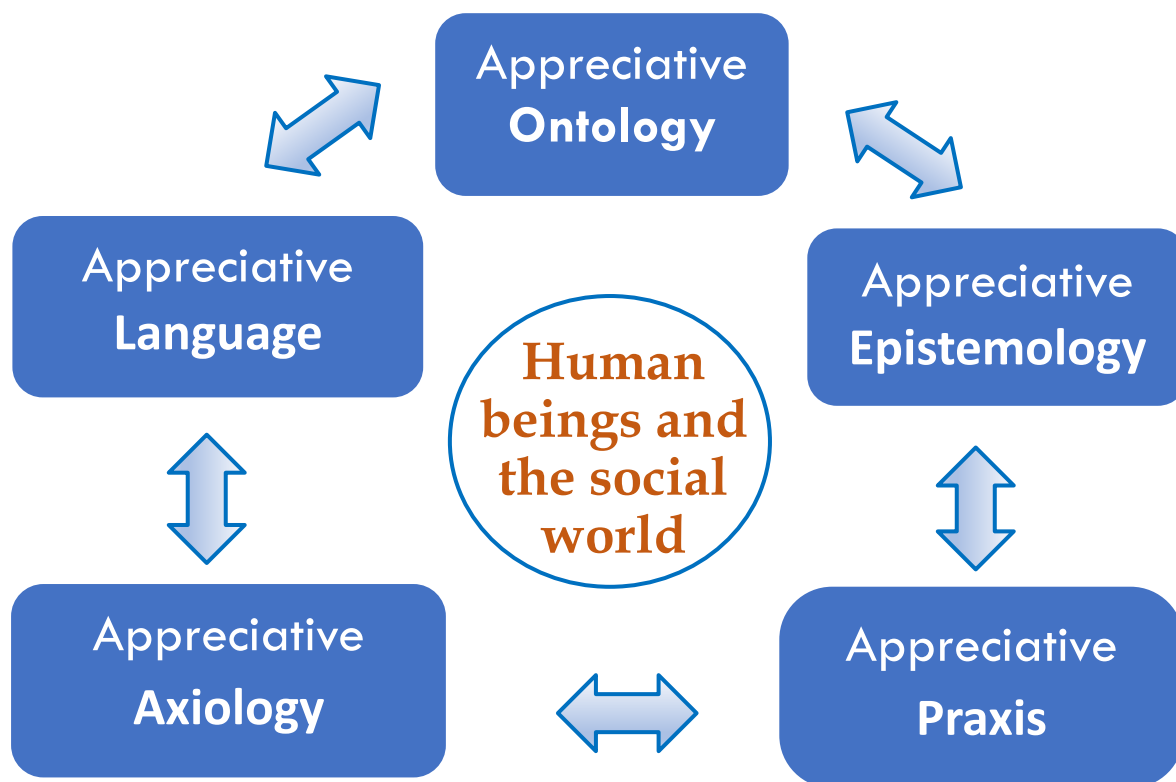 Appreciative
Ontology
Appreciative
Language
Appreciative
Epistemology
Human
beings and
the social
world
Appreciative
Axiology
Appreciative
Praxis